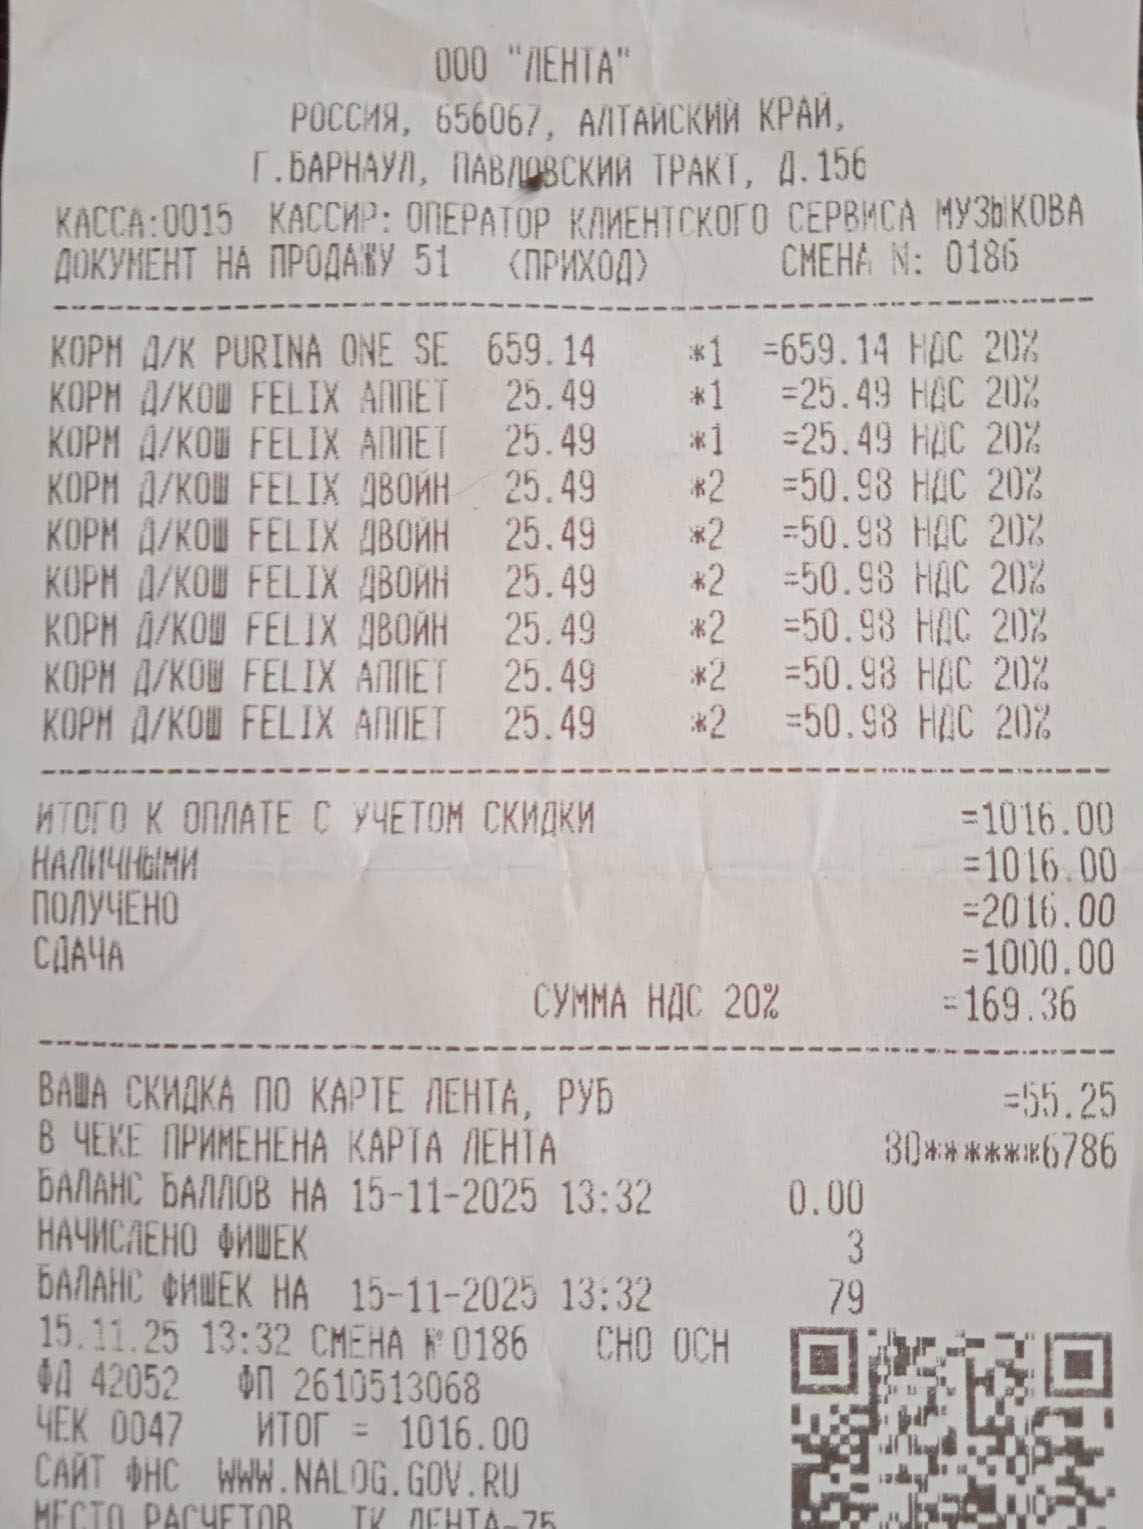 ООО "ЛЕНТА"
РОССИЯ, 656067, АЛТАЙСКИЙ КРАЙ,
Г.БАРНАУЛ, ПАВЛОВСКИЙ ТРАКТ, Д.156
КАССА:0015 КАССИР: ОПЕРАТОР КЛИЕНТСКОГО СЕРВИСА МУЗЫКОВА
ДОКУМЕНТ НА ПРОДАЖУ 51 <ПРИХОД> СМЕНА N: 0186
КОРМ Д/К PURINA ONE SE 659.14 *1 =659.14 НДС 20%
КОРМ Д/КОШ FELIX АППЕТ 25.49 *1 =25.49 НДС 20%
КОРМ Д/КОШ FELIX АППЕТ 25.49 *1 =25.49 НДС 20%
КОРМ Д/КОШ FELIX ДВОЙН 25.49 *2 =50.98 НДС 20%
КОРМ Д/КОШ FELIX ДВОЙН 25.49 *2 =50.98 НДС 20%
КОРМ Д/КОШ FELIX ДВОЙН 25.49 *2 =50.98 НДС 20%
КОРМ Д/КОШ FELIX ДВОЙН 25.49 *2 =50.98 НДС 20%
КОРМ Д/КОШ FELIX АППЕТ 25.49 *2 =50.98 НДС 20%
КОРМ Д/КОШ FELIX АППЕТ 25.49 *2 =50.98 НДС 20%
ИТОГО К ОПЛАТЕ С УЧЕТОМ СКИДКИ =1016.00
НАЛИЧНЫМИ =1016.00
ПОЛУЧЕНО =2016.00
СДАЧА =1000.00
СУММА НДС 20% =169.36
ВАША СКИДКА ПО КАРТЕ ЛЕНТА, РУБ =55.25
В ЧЕКЕ ПРИМЕНЕНА КАРТА ЛЕНТА 80******6786
БАЛАНС БАЛЛОВ НА 15-11-2025 13:32 0.00
НАЧИСЛЕНО ФИШЕК 3
БАЛАНС ФИШЕК НА 15-11-2025 13:32 79
15.11.25 13:32 СМЕНА №0186 СНО ОСН
ФД 42052 ФП 2610513068
ЧЕК 0047 ИТОГ = 1016.00
САЙТ ФНС WWW.NALOG.GOV.RU
МЕСТО РАСЧЕТОВ ТК ЛЕНТА-75